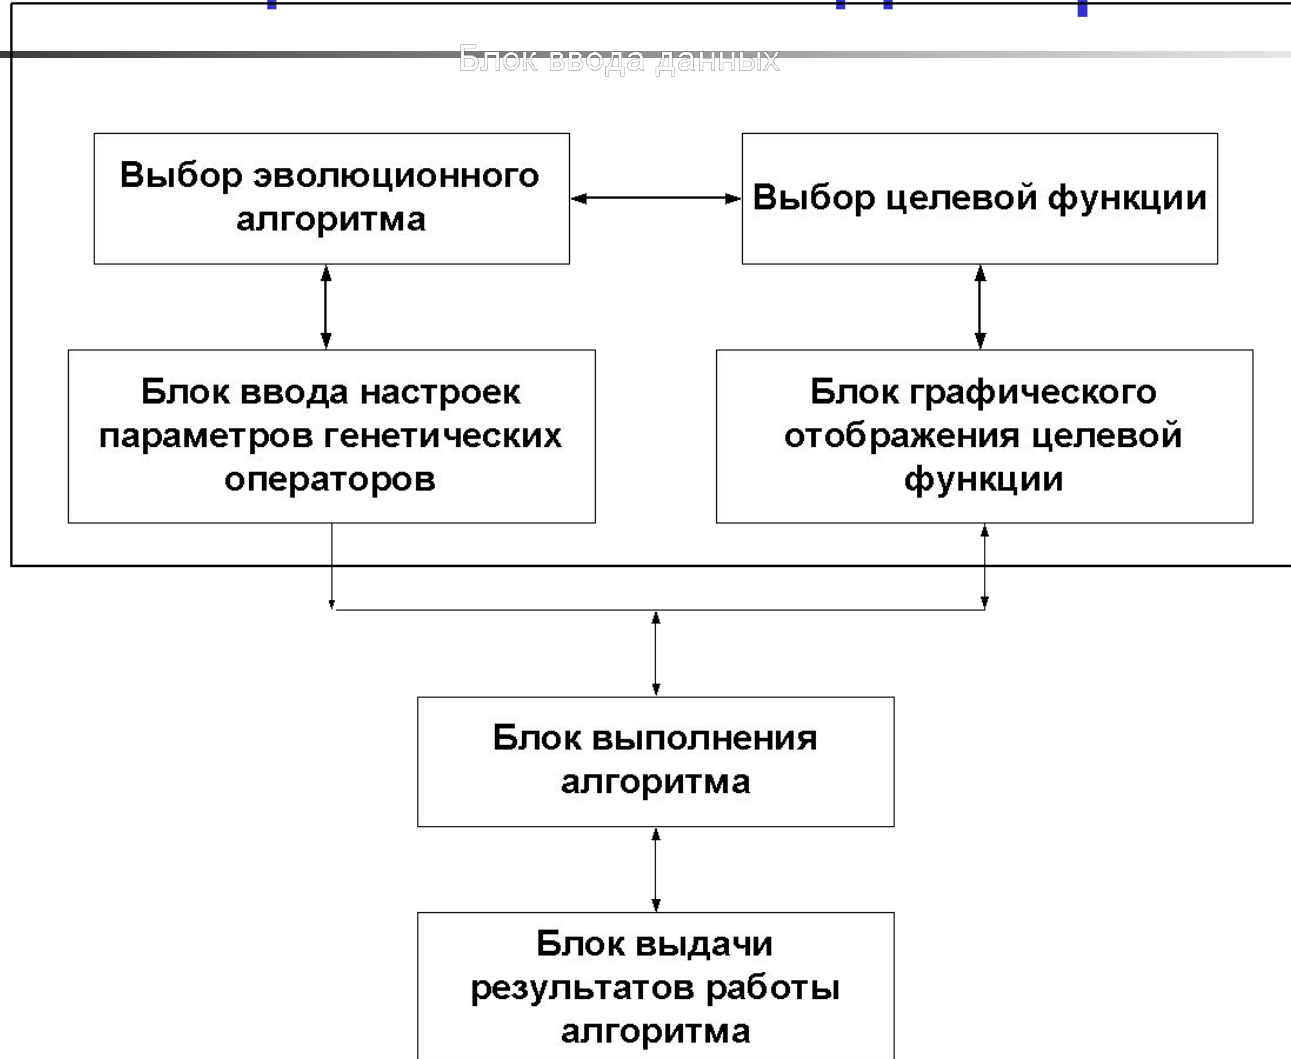 Блок ввода данных
Выбор эволюционного
алгоритма
Выбор целевой функции
Блок ввода настроек
параметров генетических
операторов
Блок графического
отображения целевой
функции
Блок выполнения
алгоритма
Блок выдачи
результатов работы
алгоритма